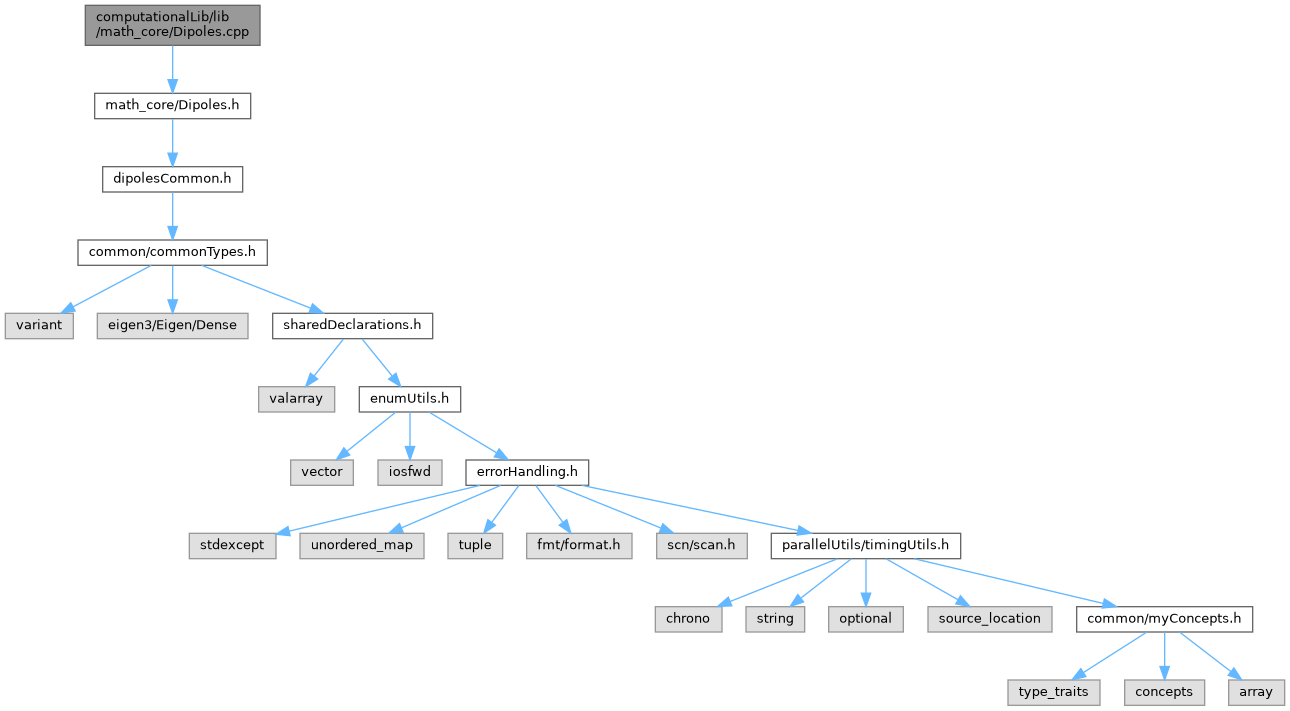 computationalLib/lib
/math_core/Dipoles.cpp
math_core/Dipoles.h
dipolesCommon.h
common/commonTypes.h
variant
eigen3/Eigen/Dense
sharedDeclarations.h
valarray
enumUtils.h
vector
iosfwd
errorHandling.h
stdexcept
unordered_map
tuple
fmt/format.h
scn/scan.h
parallelUtils/timingUtils.h
chrono
string
optional
source_location
common/myConcepts.h
type_traits
concepts
array